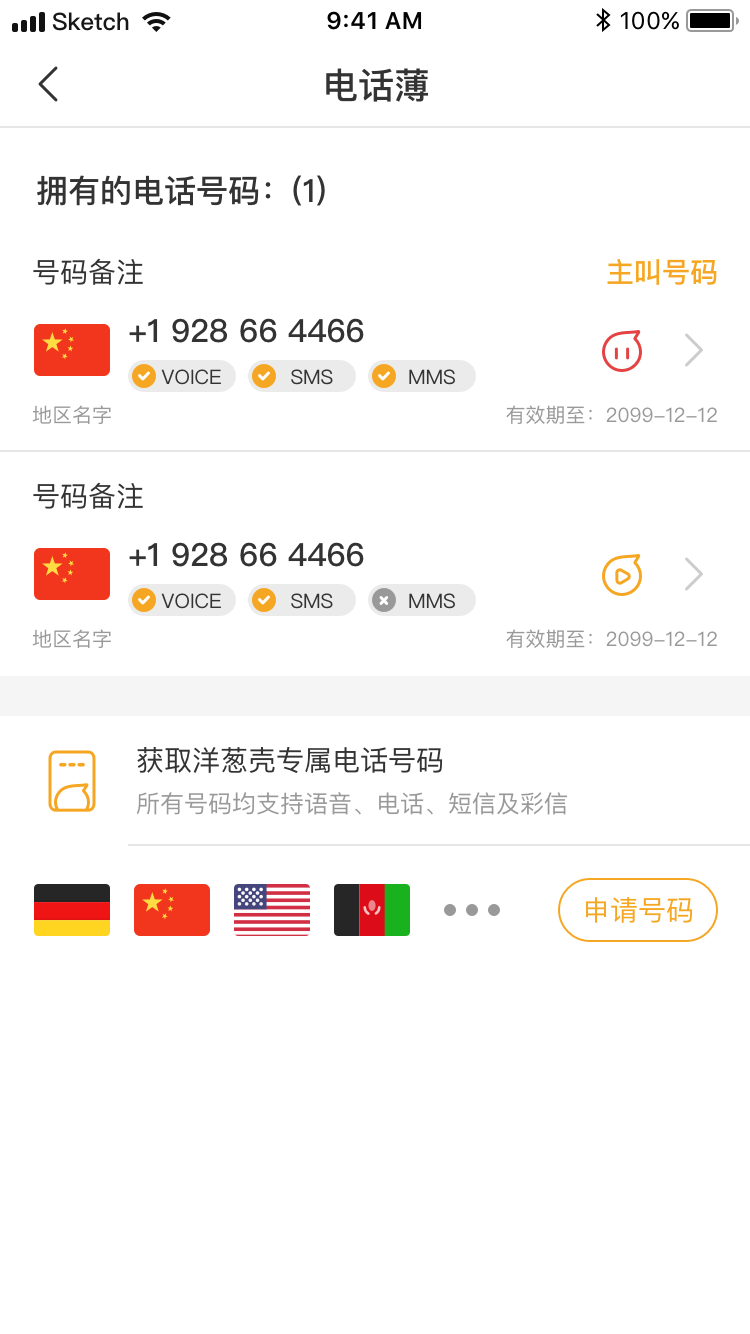 Sketch 9:41 AM 100%
电话薄
拥有的电话号码：(1)
号码备注 主叫号码
+1 928 66 4466
VOICE SMS MMS
地区名字 有效期至：2099-12-12
号码备注
+1 928 66 4466
VOICE SMS MMS
地区名字 有效期至：2099-12-12
获取洋葱壳专属电话号码
所有号码均支持语音、电话、短信及彩信
申请号码